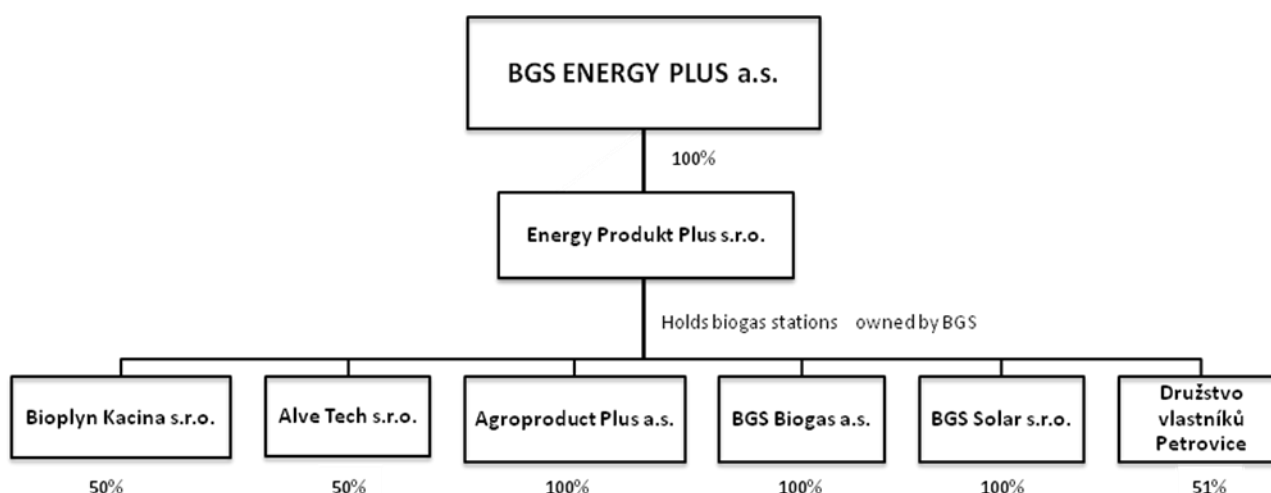 BGS ENERGY PLUS a.s.
100%
Energy Produkt Plus s.r.o.
Holds biogas stations owned by BGS
Bioplyn Kacina s.r.o.
Alve Tech s.r.o.
Agroproduct Plus a.s.
BGS Biogas a.s.
BGS Solar s.r.o.
Družstvo
vlastníků
Petrovice
50%
50%
100%
100%
100%
51%